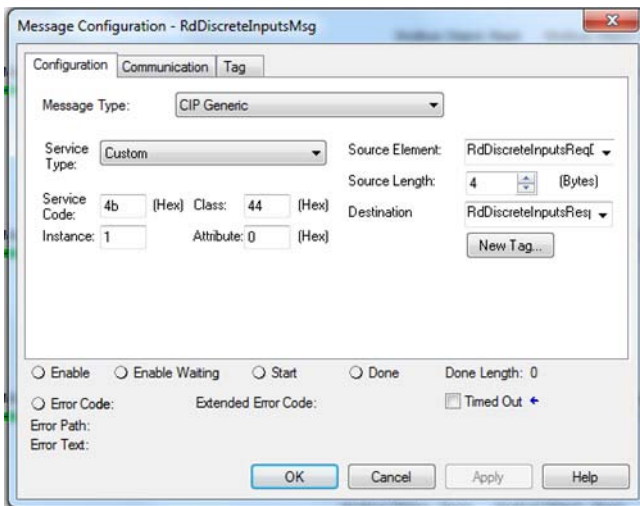 Message Configuration - RdDiscreteInputsMsg
Configuration Communication Tag
Message Type: CIP Generic
Service Type: Custom
Source Element: RdDiscreteInputsReqD
Source Length: 4 (Bytes)
Service Code: 4b (Hex) Class: 44 (Hex)
Destination RdDiscreteInputsResp
Instance: 1 Attribute: 0 (Hex)
New Tag...
Enable Enable Waiting Start Done Done Length: 0
Error Code: Extended Error Code: Timed Out
Error Path:
Error Text:
OK Cancel Apply Help